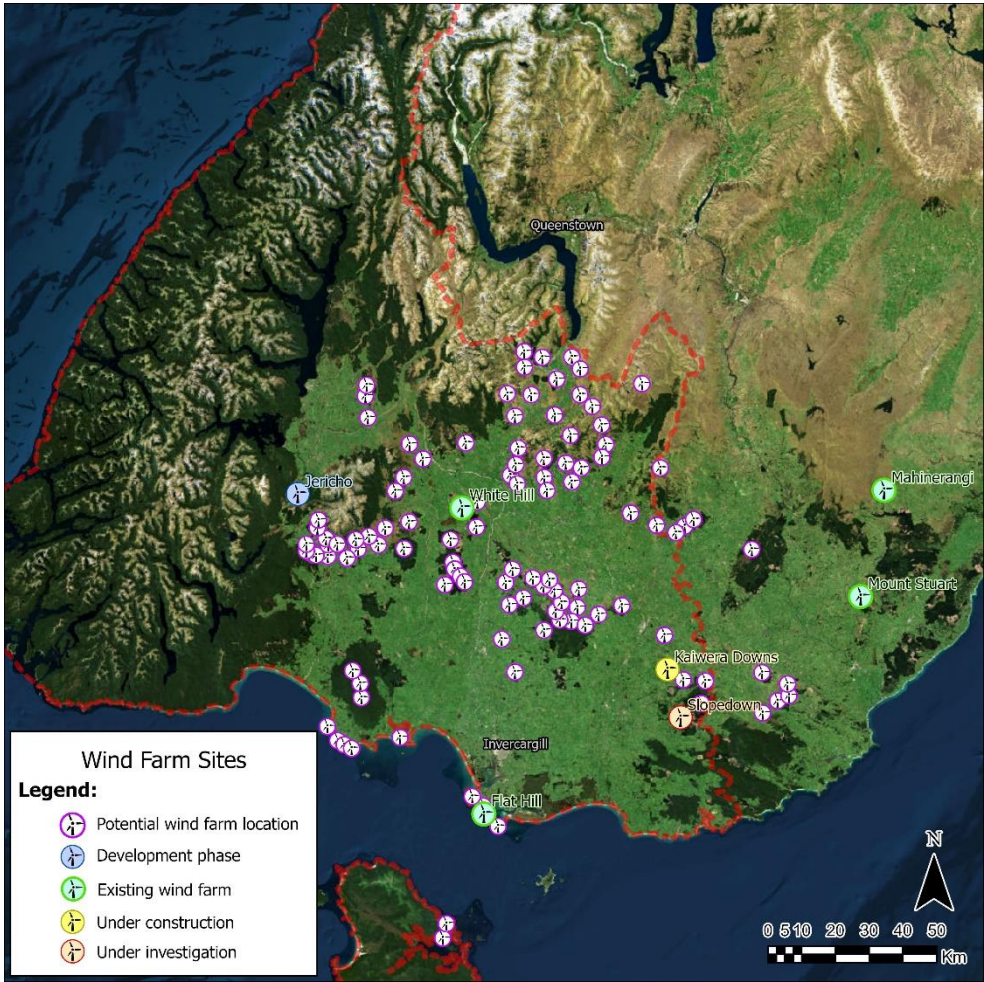 Queenstown
Jericho
White Hill
Mahinerangi
Mount Stuart
Kaiwera Downs
Slopedown
Invercargill
Flat Hill
Wind Farm Sites
Legend:
Potential wind farm location
Development phase
Existing wind farm
Under construction
Under investigation
N
0 5 10 20 30 40 50
Km